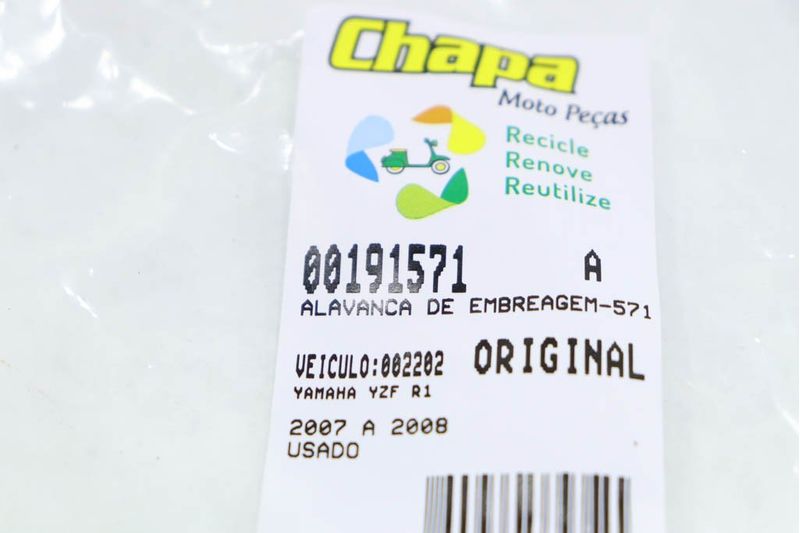 Chapa
Moto Peças
Recicle
Renove
Reutilize
00191571 A
ALAVANCA DE EMBREAGEM-571
VEICULO:002202 ORIGINAL
YAMAHA YZF R1
2007 A 2008
USADO